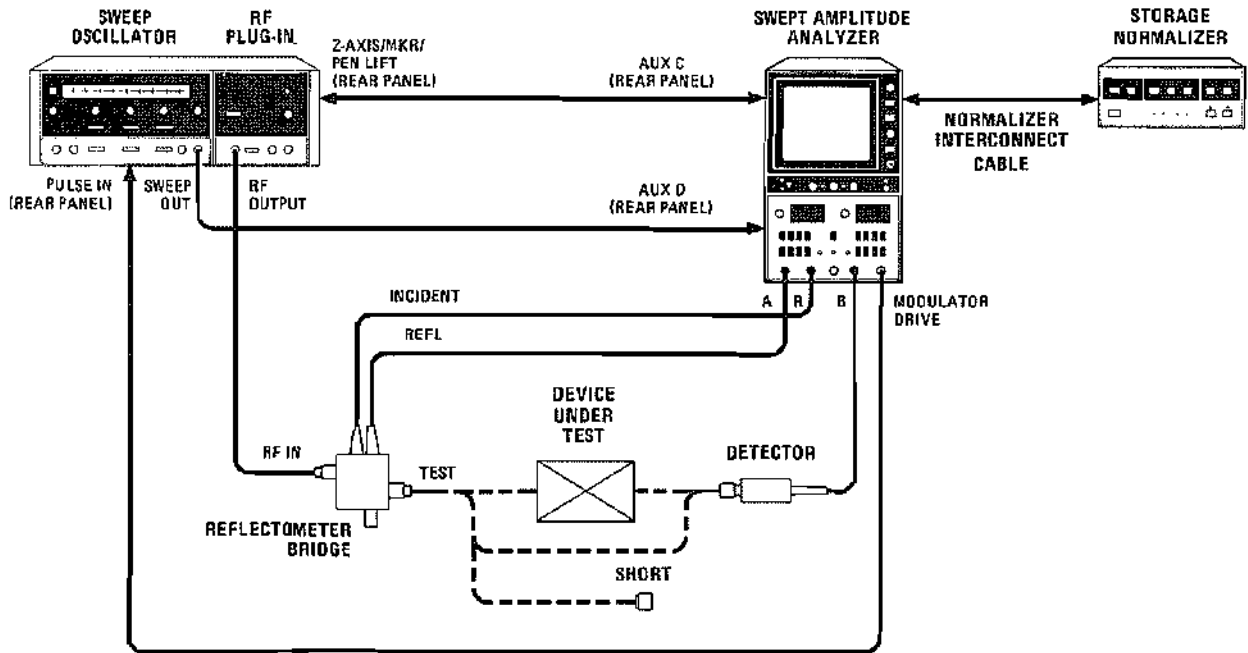 SWEEP
OSCILLATOR
RF
PLUG-IN
SWEPT AMPLITUDE
ANALYZER
STORAGE
NORMALIZER
Z-AXIS/MKR/
PEN LIFT
(REAR PANEL)
AUX C
(REAR PANEL)
NORMALIZER
INTERCONNECT
CABLE
PULSE IN
(REAR PANEL)
SWEEP
OUT
RF
OUTPUT
AUX D
(REAR PANEL)
INCIDENT
REFL
A
R
B
MODULATOR
DRIVE
DEVICE
UNDER
TEST
RF IN
TEST
DETECTOR
REFLECTOMETER
BRIDGE
SHORT